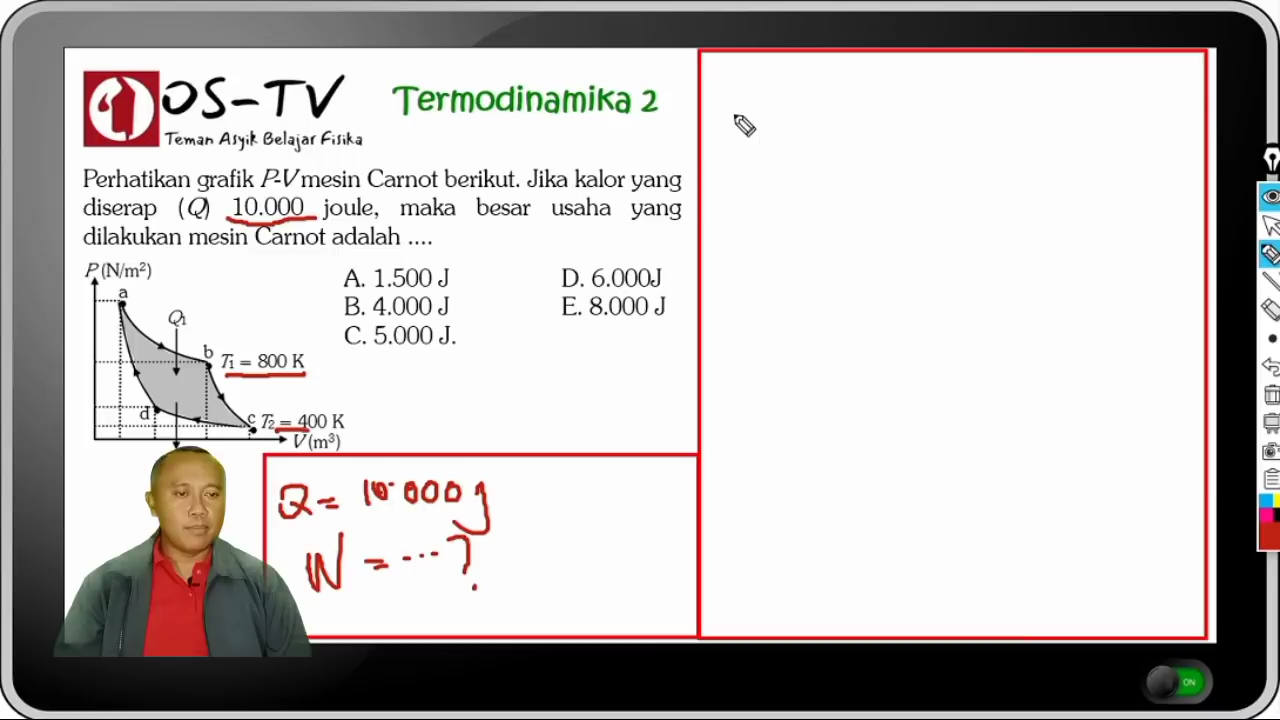 OS-TV
Teman Asyik Belajar Fisika
Termodinamika 2
Perhatikan grafik P-V mesin Carnot berikut. Jika kalor yang
diserap (Q) 10.000 joule, maka besar usaha yang
dilakukan mesin Carnot adalah ....
P (N/m²)
a
Q₁
b
T₁ = 800 K
d
c
T₂ = 400 K
V (m³)
A. 1.500 J
B. 4.000 J
C. 5.000 J.
D. 6.000J
E. 8.000 J
Q = 10.000 J
W = ... ?
ON